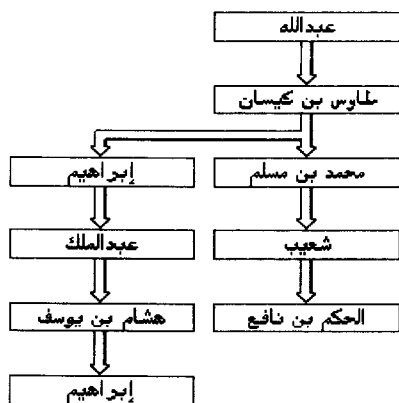 عبدالله
طاوس بن كيسان
محمد بن مسلم
إبراهيم
شعيب
عبدالملك
الحكم بن نافع
هشام بن يوسف
إبراهيم